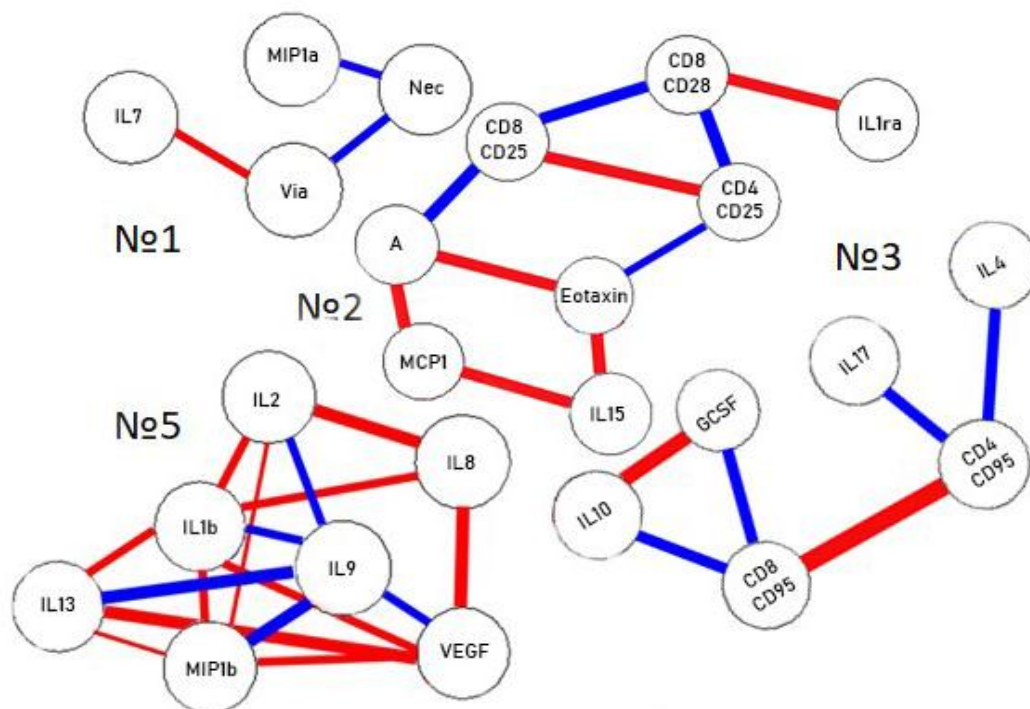 MIP1a
Nec
IL7
Via
№1
CD8
CD28
IL1ra
CD8
CD25
CD4
CD25
A
Eotaxin
№2
MCP1
IL15
№3
IL4
IL17
GCSF
CD4
CD95
IL10
CD8
CD95
№5
IL2
IL8
IL1b
IL9
IL13
MIP1b
VEGF